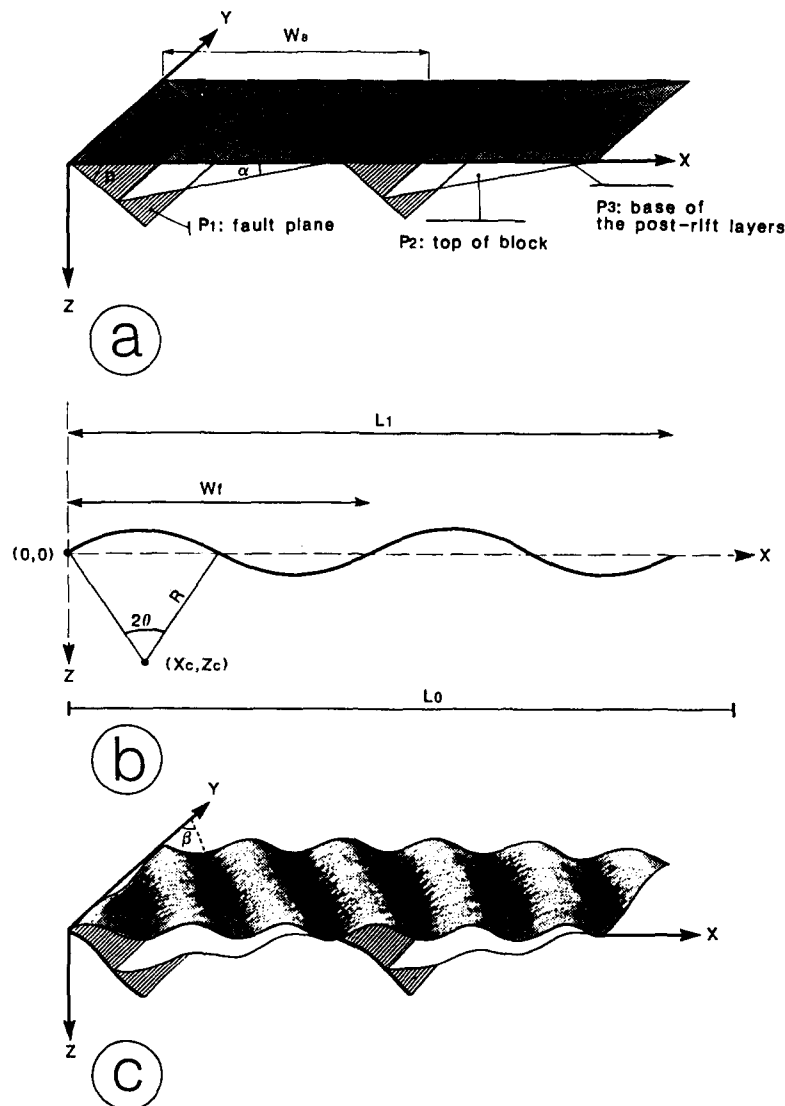 Y
WB
X
α
P
P1: fault plane
P2: top of block
P3: base of
the post-rift layers
Z
a
L1
Wf
(0,0)
X
R
2θ
(Xc,Zc)
Z
L0
b
Y
β
X
Z
c